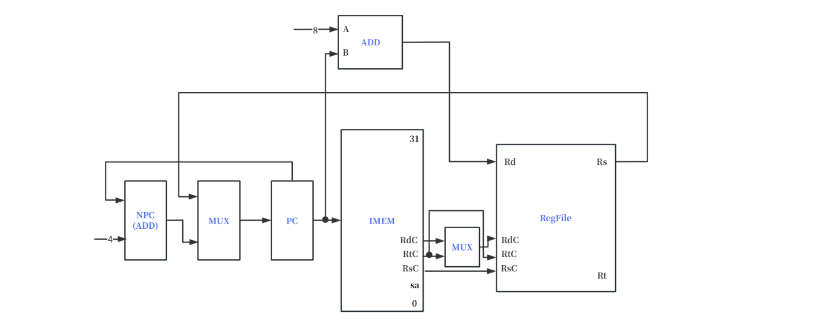 8
A
ADD
B
31
Rd
Rs
NPC
(ADD)
MUX
PC
IMEM
RegFile
4
RdC
MUX
RdC
RtC
RtC
RsC
RsC
Rt
sa
0